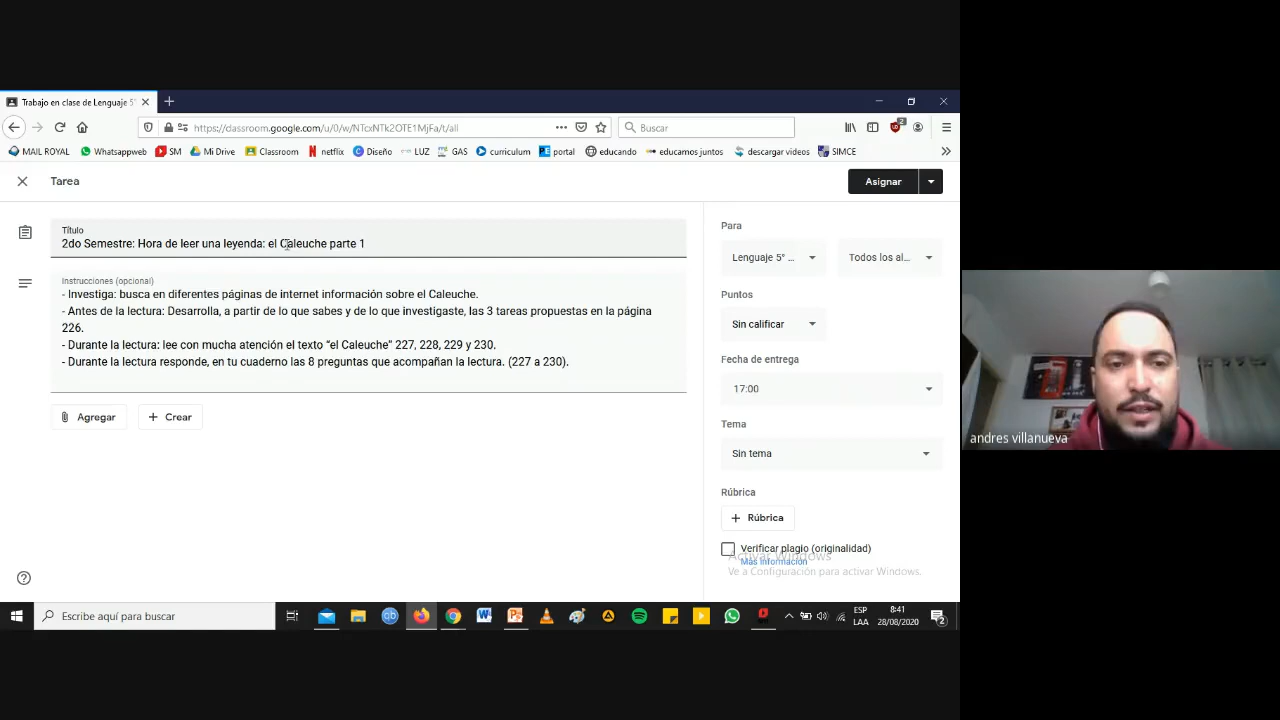 Trabajo en clase de Lenguaje 5°
https://classroom.google.com/u/0/w/NTcxNTk2OTE1MjFa/t/all
Buscar
2
MAIL ROYAL Whatsappweb SM Mi Drive Classroom netflix Diseño LUZ GAS curriculum portal educando educamos juntos descargar videos SIMCE
Tarea
Asignar
Título
2do Semestre: Hora de leer una leyenda: el Caleuche parte 1
Instrucciones (opcional)
- Investiga: busca en diferentes páginas de internet información sobre el Caleuche.
- Antes de la lectura: Desarrolla, a partir de lo que sabes y de lo que investigaste, las 3 tareas propuestas en la página
226.
- Durante la lectura: lee con mucha atención el texto “el Caleuche” 227, 228, 229 y 230.
- Durante la lectura responde, en tu cuaderno las 8 preguntas que acompañan la lectura. (227 a 230).
Agregar
Crear
Para
Lenguaje 5° ...
Todos los al...
Puntos
Sin calificar
Fecha de entrega
17:00
Tema
Sin tema
Rúbrica
Rúbrica
Verificar plagio (originalidad)
Más información
Activar Windows
Ve a Configuración para activar Windows.
andres villanueva
Escribe aquí para buscar
ESP
LAA
8:41
28/08/2020
2